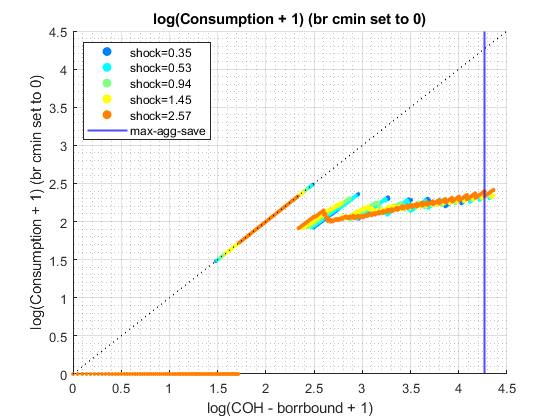 log(Consumption + 1) (br cmin set to 0)
log(Consumption + 1) (br cmin set to 0)
4.5
4
3.5
3
2.5
2
1.5
1
0.5
0
shock=0.35
shock=0.53
shock=0.94
shock=1.45
shock=2.57
max-agg-save
0 0.5 1 1.5 2 2.5 3 3.5 4 4.5
log(COH - borrbound + 1)